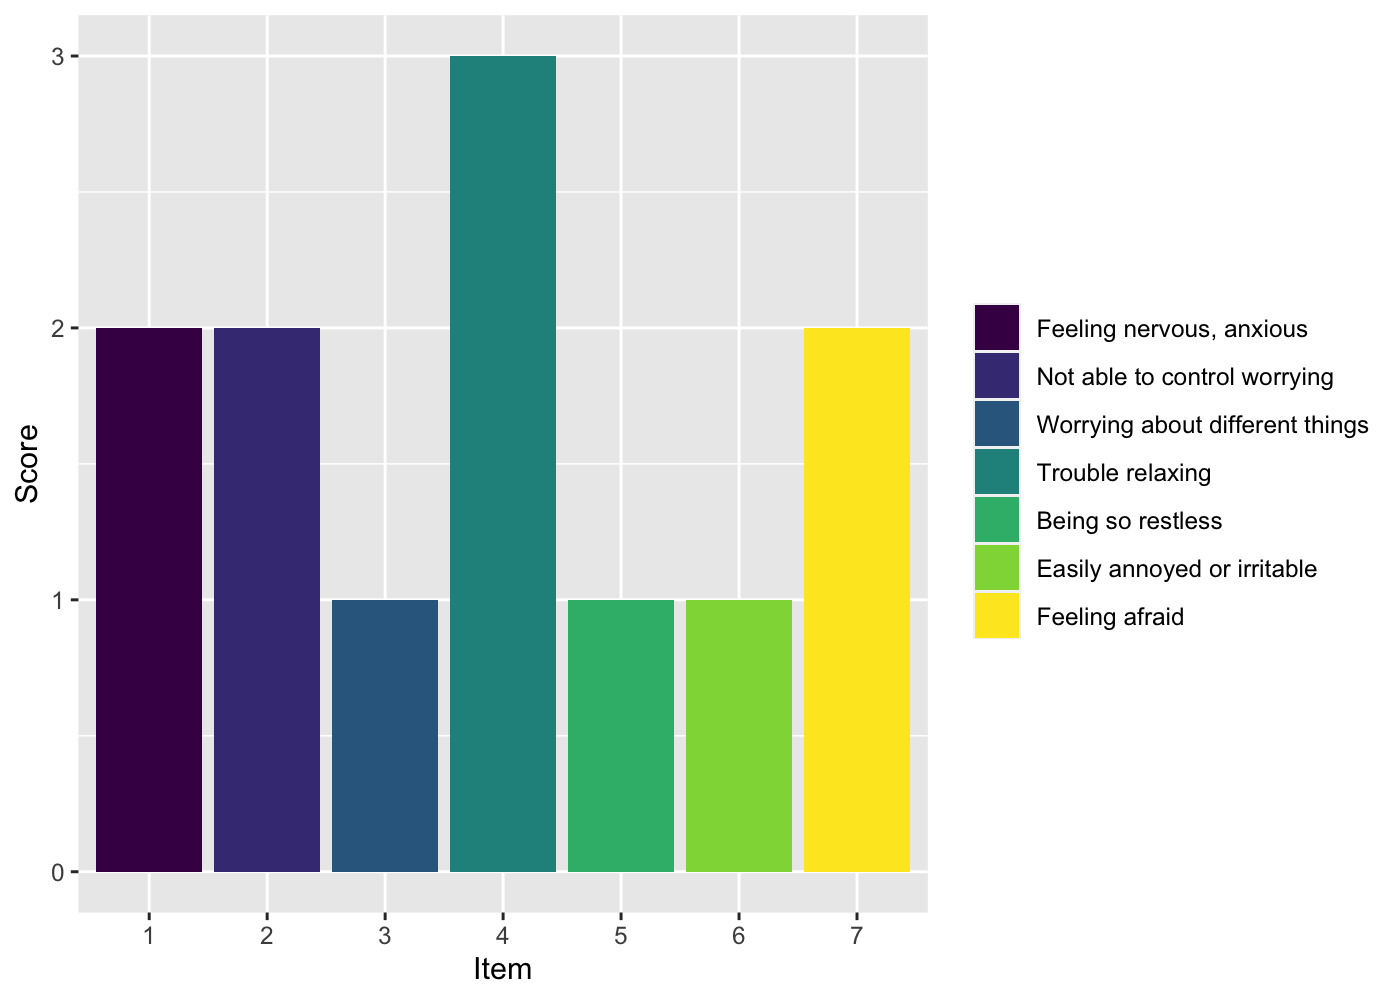 3
2
1
0
Score
1 2 3 4 5 6 7
Item
Feeling nervous, anxious
Not able to control worrying
Worrying about different things
Trouble relaxing
Being so restless
Easily annoyed or irritable
Feeling afraid